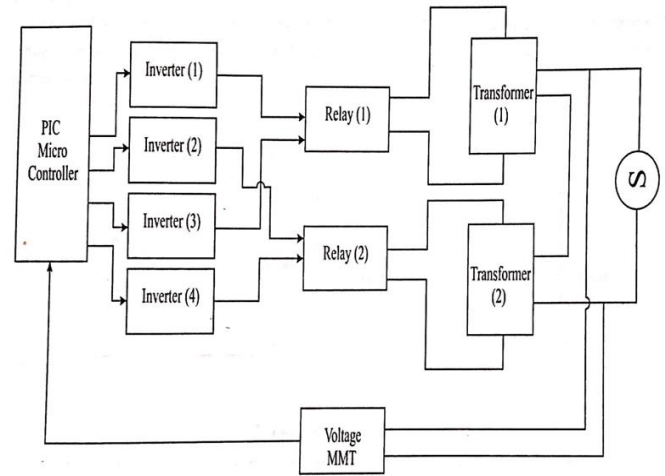 PIC
Micro
Controller
Inverter (1)
Inverter (2)
Inverter (3)
Inverter (4)
Relay (1)
Relay (2)
Transformer
(1)
Transformer
(2)
S
Voltage
MMT